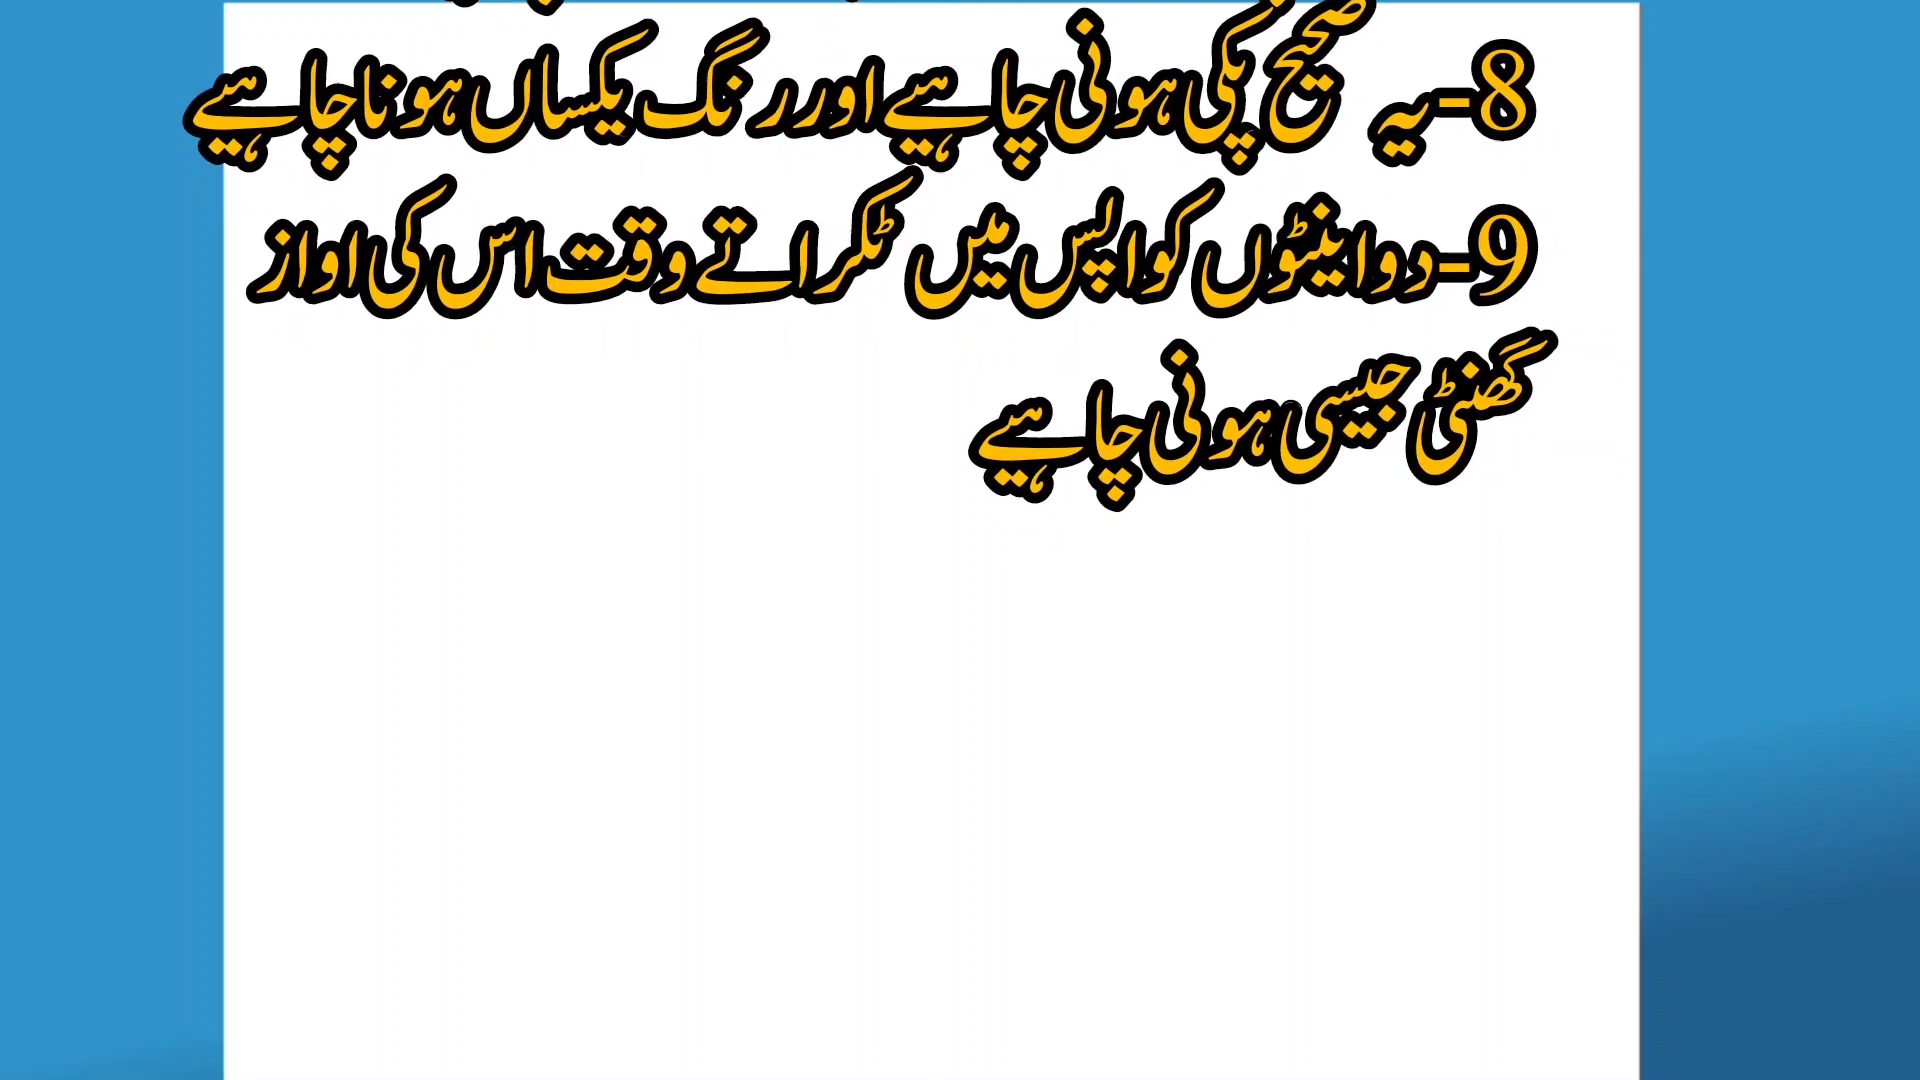 8-یہ صحیح پکی ہونی چاہیے اور رنگ یکساں ہونا چاہیے
9-دو اینٹوں کو اپس میں ٹکراتے وقت اس کی اواز
گھنٹی جیسی ہونی چاہیے